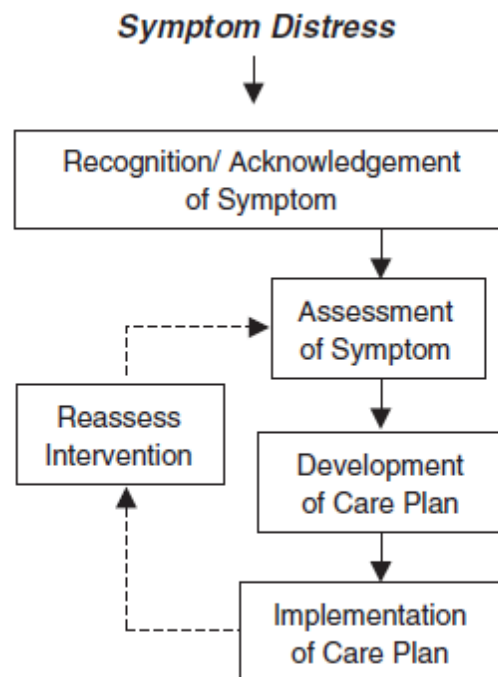 Symptom Distress
Recognition/ Acknowledgement
of Symptom
Assessment
of Symptom
Reassess
Intervention
Development
of Care Plan
Implementation
of Care Plan